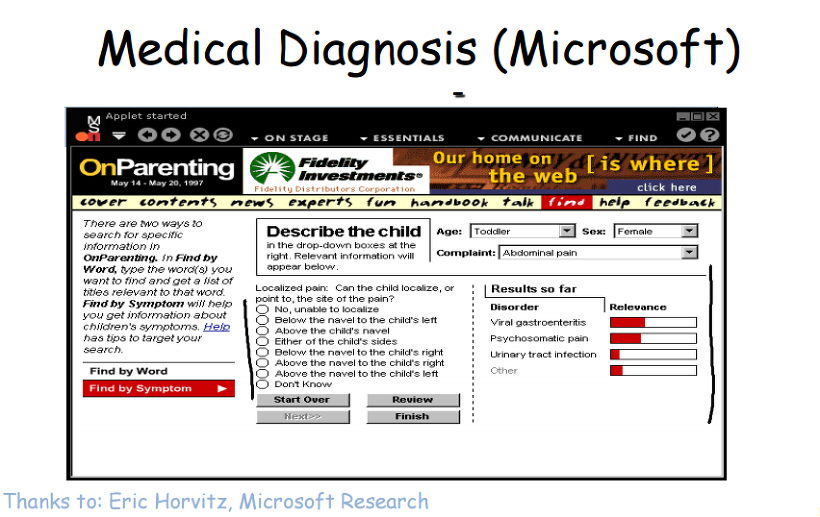 Medical Diagnosis (Microsoft)
Applet started
msn
ON STAGE ESSENTIALS COMMUNICATE FIND
OnParenting
May 14 - May 20, 1997
Fidelity
Investments®
Fidelity Distributors Corporation
Our home on
the web
[ is where ]
click here
cover contents news experts fun handbook talk find help feedback
There are two ways to
search for specific
information in
OnParenting. In Find by
Word, type the word(s) you
want to find and get a list of
titles relevant to that word.
Find by Symptom will help
you get information about
children's symptoms. Help
has tips to target your
search.
Find by Word
Find by Symptom
Describe the child
in the drop-down boxes at the
right. Relevant information will
appear below.
Age: Toddler Sex: Female
Complaint: Abdominal pain
Localized pain: Can the child localize, or
point to, the site of the pain?
No, unable to localize
Below the navel to the child's left
Above the child's navel
Either of the child's sides
Below the navel to the child's right
Above the navel to the child's right
Above the navel to the child's left
Don't Know
Start Over Review
Next>> Finish
Results so far
Disorder Relevance
Viral gastroenteritis
Psychosomatic pain
Urinary tract infection
Other
Thanks to: Eric Horvitz, Microsoft Research